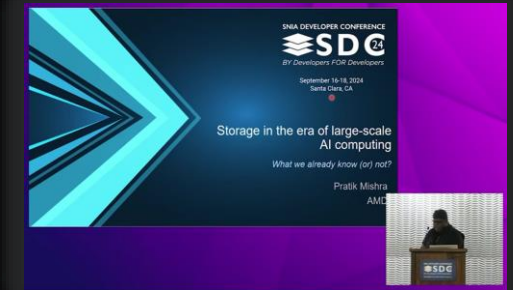 SNIA DEVELOPER CONFERENCE
SDC 24
BY Developers FOR Developers
September 16-18, 2024
Santa Clara, CA
Storage in the era of large-scale
AI computing
What we already know (or) not?
Pratik Mishra
AMD
SDC